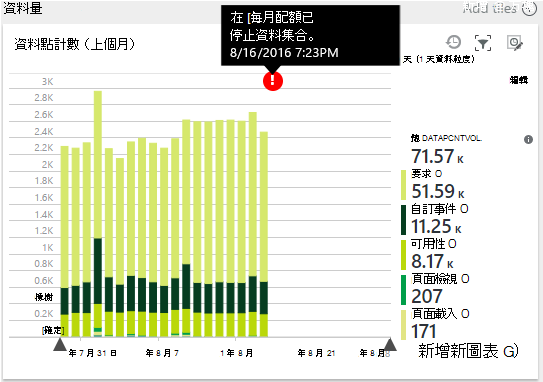 資料量
Add tiles
在 [每月配額已
停止資料集合。
8/16/2016 7:23PM
資料點計數 (上個月)
天 (1 天資料粒度)
編輯
3K
2.8K
2.6K
2.4K
2.2K
2K
1.8K
1.6K
1.4K
1.2K
1K
0.8K
0.6K
橡樹
0.2K
[確定]
年 7 月 31 日
年 8月 7
1 年 8月
年 8月 21
年 8月8
DATAPCNTVOL
71.57 K
要求 O
51.59 K
自訂事件 O
11.25 K
可用性 O
8.17 K
頁面檢視 O
207
頁面載入 O
171
新增新圖表 G)